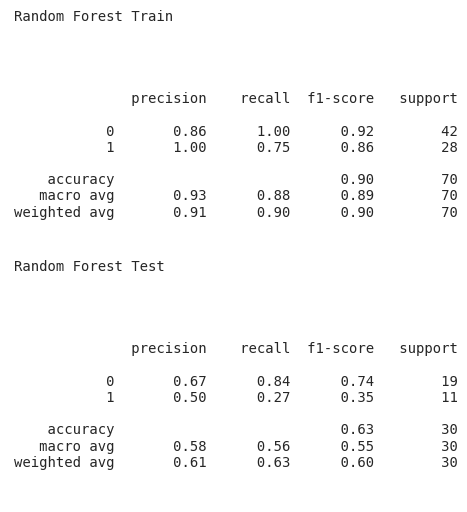 Random Forest Train
precision recall f1-score support
0 0.86 1.00 0.92 42
1 1.00 0.75 0.86 28
accuracy 0.90 70
macro avg 0.93 0.88 0.89 70
weighted avg 0.91 0.90 0.90 70
Random Forest Test
precision recall f1-score support
0 0.67 0.84 0.74 19
1 0.50 0.27 0.35 11
accuracy 0.63 30
macro avg 0.58 0.56 0.55 30
weighted avg 0.61 0.63 0.60 30